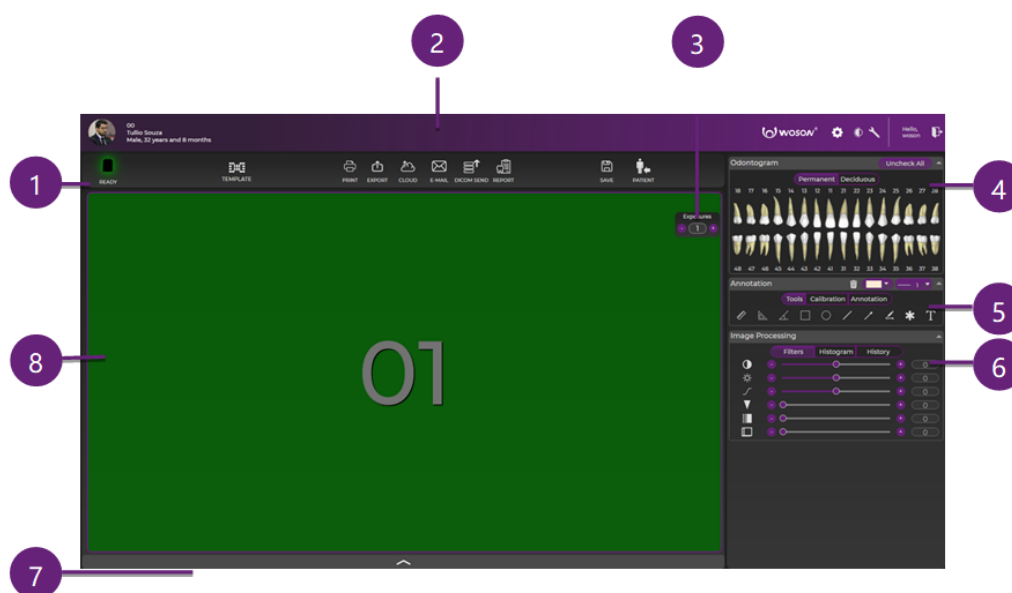 2
3
00
Tullio Souza
Male, 32 years and 8 months
woson®
Hello,
woson
1
READY
TEMPLATE
PRINT EXPORT CLOUD E-MAIL DICOM SEND REPORT
SAVE PATIENT
Odontogram Uncheck All
Permanent Deciduous
18 17 16 15 14 13 12 11 21 22 23 24 25 26 27 28
4
48 47 46 45 44 43 42 41 31 32 33 34 35 36 37 38
Exposures
1
Annotation 1
Tools Calibration Annotation
T
5
Image Processing
Filters Histogram History
0
0
0
0
0
0
6
8
01
7